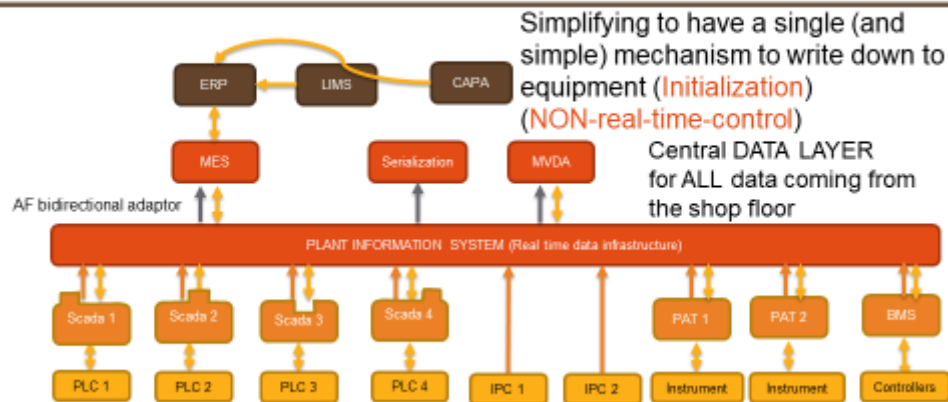 Simplifying to have a single (and
simple) mechanism to write down to
equipment (Initialization)
(NON-real-time-control)
ERP
LIMS
CAPA
Central DATA LAYER
for ALL data coming from
the shop floor
MES
Serialization
MVDA
AF bidirectional adaptor
PLANT INFORMATION SYSTEM (Real time data infrastructure)
Scada 1
Scada 2
Scada 3
Scada 4
PAT 1
PAT 2
BMS
PLC 1
PLC 2
PLC 3
PLC 4
IPC 1
IPC 2
Instrument
Instrument
Controllers